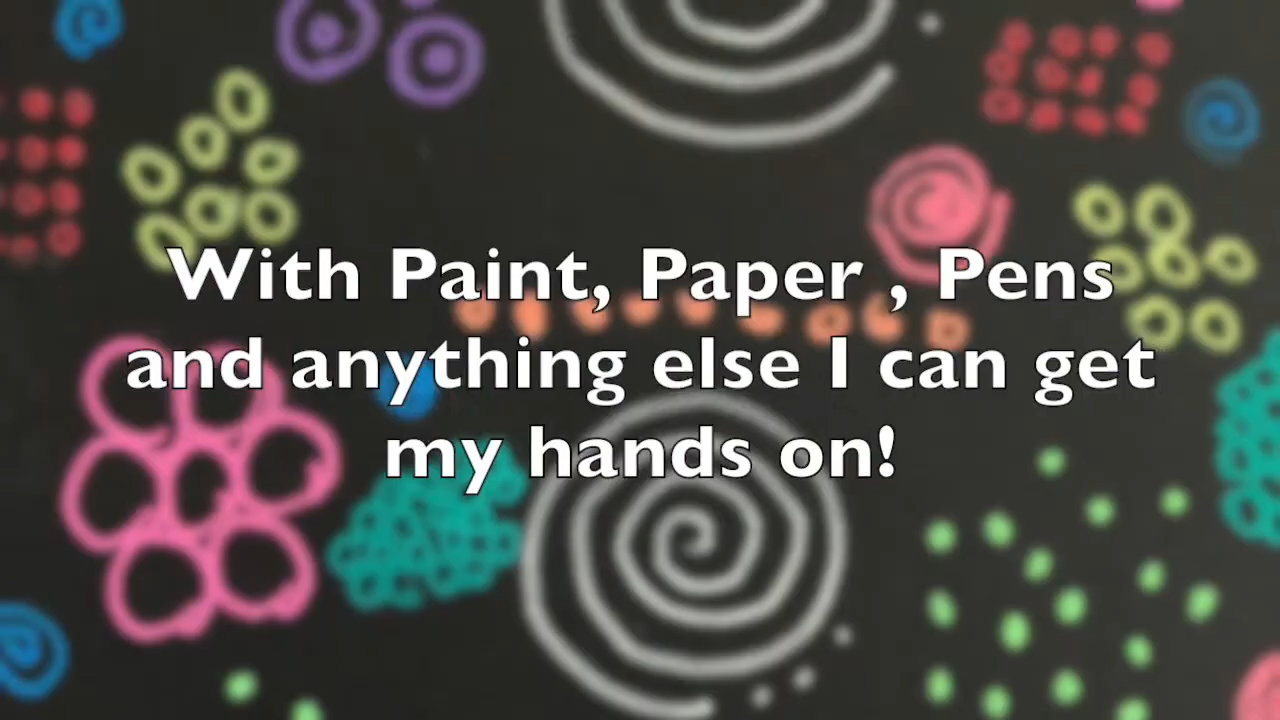 With Paint, Paper , Pens
and anything else I can get
my hands on!